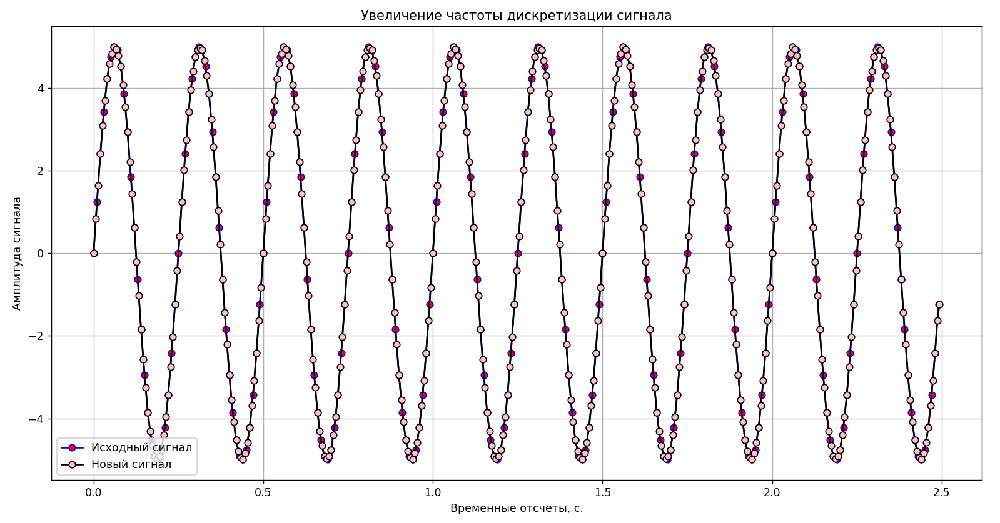 Увеличение частоты дискретизации сигнала
Амплитуда сигнала
4
2
0
−2
−4
Исходный сигнал
Новый сигнал
0.0 0.5 1.0 1.5 2.0 2.5
Временные отсчеты, с.